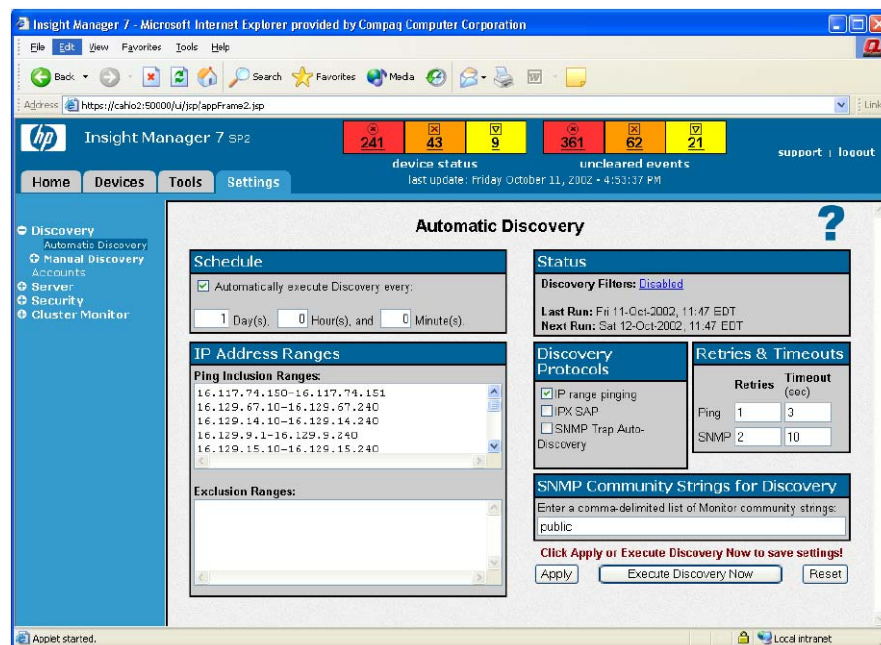 Insight Manager 7 - Microsoft Internet Explorer provided by Compaq Computer Corporation
File Edit View Favorites Tools Help
Back Search Favorites Media
Address https://cahio2:50000/ui/jsp/appFrame2.jsp Link
hp Insight Manager 7 SP2
241 43 9 361 62 21
device status uncleared events
support | logout
last update: Friday October 11, 2002 - 4:53:37 PM
Home Devices Tools Settings
Discovery
Automatic Discovery
Manual Discovery
Accounts
Server
Security
Cluster Monitor
Automatic Discovery
?
Schedule
Automatically execute Discovery every:
1 Day(s), 0 Hour(s), and 0 Minute(s).
Status
Discovery Filters: Disabled
Last Run: Fri 11-Oct-2002, 11:47 EDT
Next Run: Sat 12-Oct-2002, 11:47 EDT
IP Address Ranges
Ping Inclusion Ranges:
16.117.74.150-16.117.74.151
16.129.67.10-16.129.67.240
16.129.14.10-16.129.14.240
16.129.9.1-16.129.9.240
16.129.15.10-16.129.15.240
Exclusion Ranges:
Discovery
Protocols
IP range pinging
IPX SAP
SNMP Trap Auto-
Discovery
Retries & Timeouts
Retries Timeout
(sec)
Ping 1 3
SNMP 2 10
SNMP Community Strings for Discovery
Enter a comma-delimited list of Monitor community strings:
public
Click Apply or Execute Discovery Now to save settings!
Apply Execute Discovery Now Reset
Applet started. Local intranet